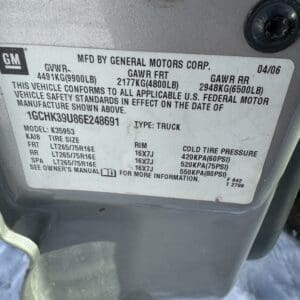 GM
MFD BY GENERAL MOTORS CORP. 04/06
GVWR- GAWR FRT GAWR RR
4491KG(9900LB) 2177KG(4800LB) 2948KG(6500LB)
THIS VEHICLE CONFORMS TO ALL APPLICABLE U.S. FEDERAL MOTOR
VEHICLE SAFETY STANDARDS IN EFFECT ON THE DATE OF
MANUFACTURE SHOWN ABOVE.
1GCHK39U86E248691 TYPE: TRUCK
MODEL: K35953
KAI8 TIRE SIZE RIM COLD TIRE PRESSURE
FRT LT265/75R16E 16X7J 420KPA(60PSI)
RR LT265/75R16E 16X7J 520KPA(75PSI)
SPA LT265/75R16E 16X7J 550KPA(80PSI)
SEE OWNER'S MANUAL